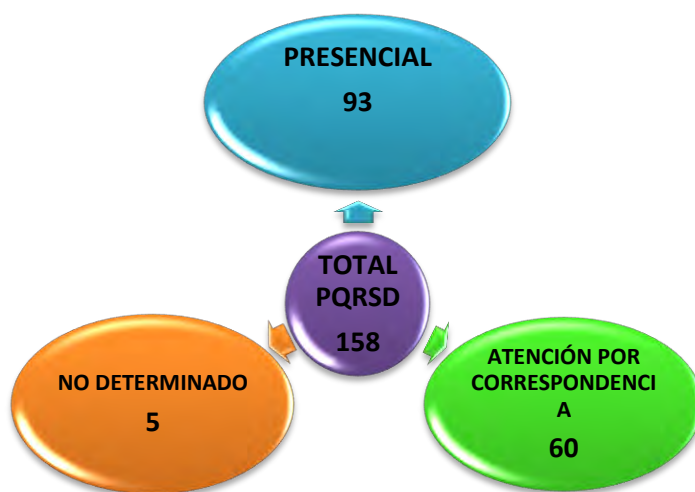 PRESENCIAL
93
TOTAL
PQRSD
158
NO DETERMINADO
5
ATENCIÓN POR
CORRESPONDENCI
A
60